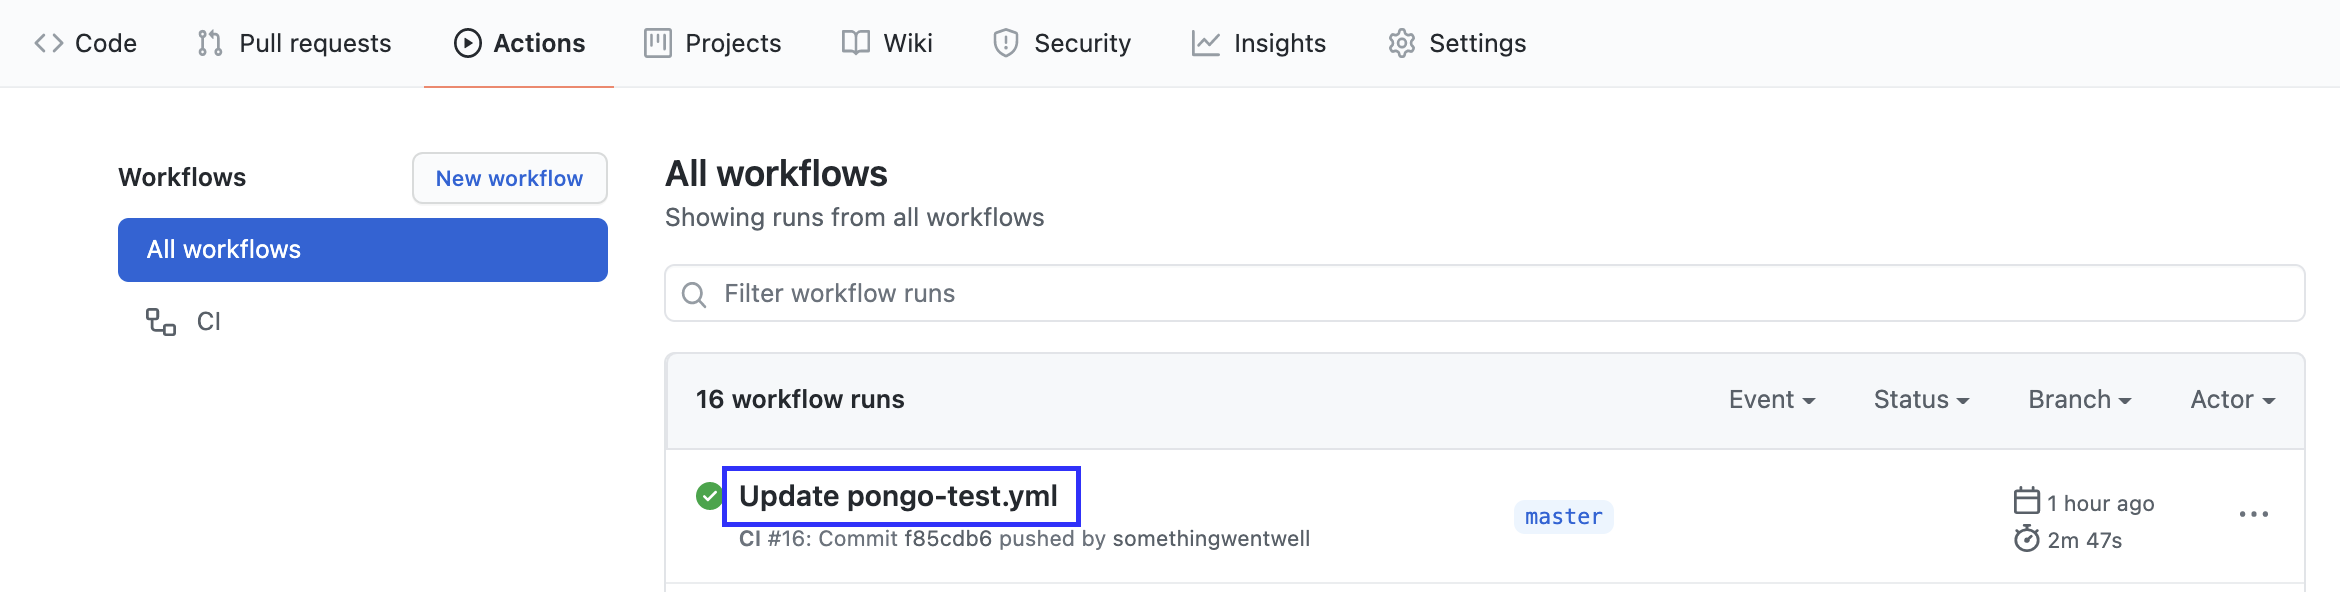 Code Pull requests Actions Projects Wiki Security Insights Settings
Workflows
New workflow
All workflows
CI
All workflows
Showing runs from all workflows
Filter workflow runs
16 workflow runs Event Status Branch Actor
Update pongo-test.yml
CI #16: Commit f85cdb6 pushed by somethingwentwell
master
1 hour ago
2m 47s